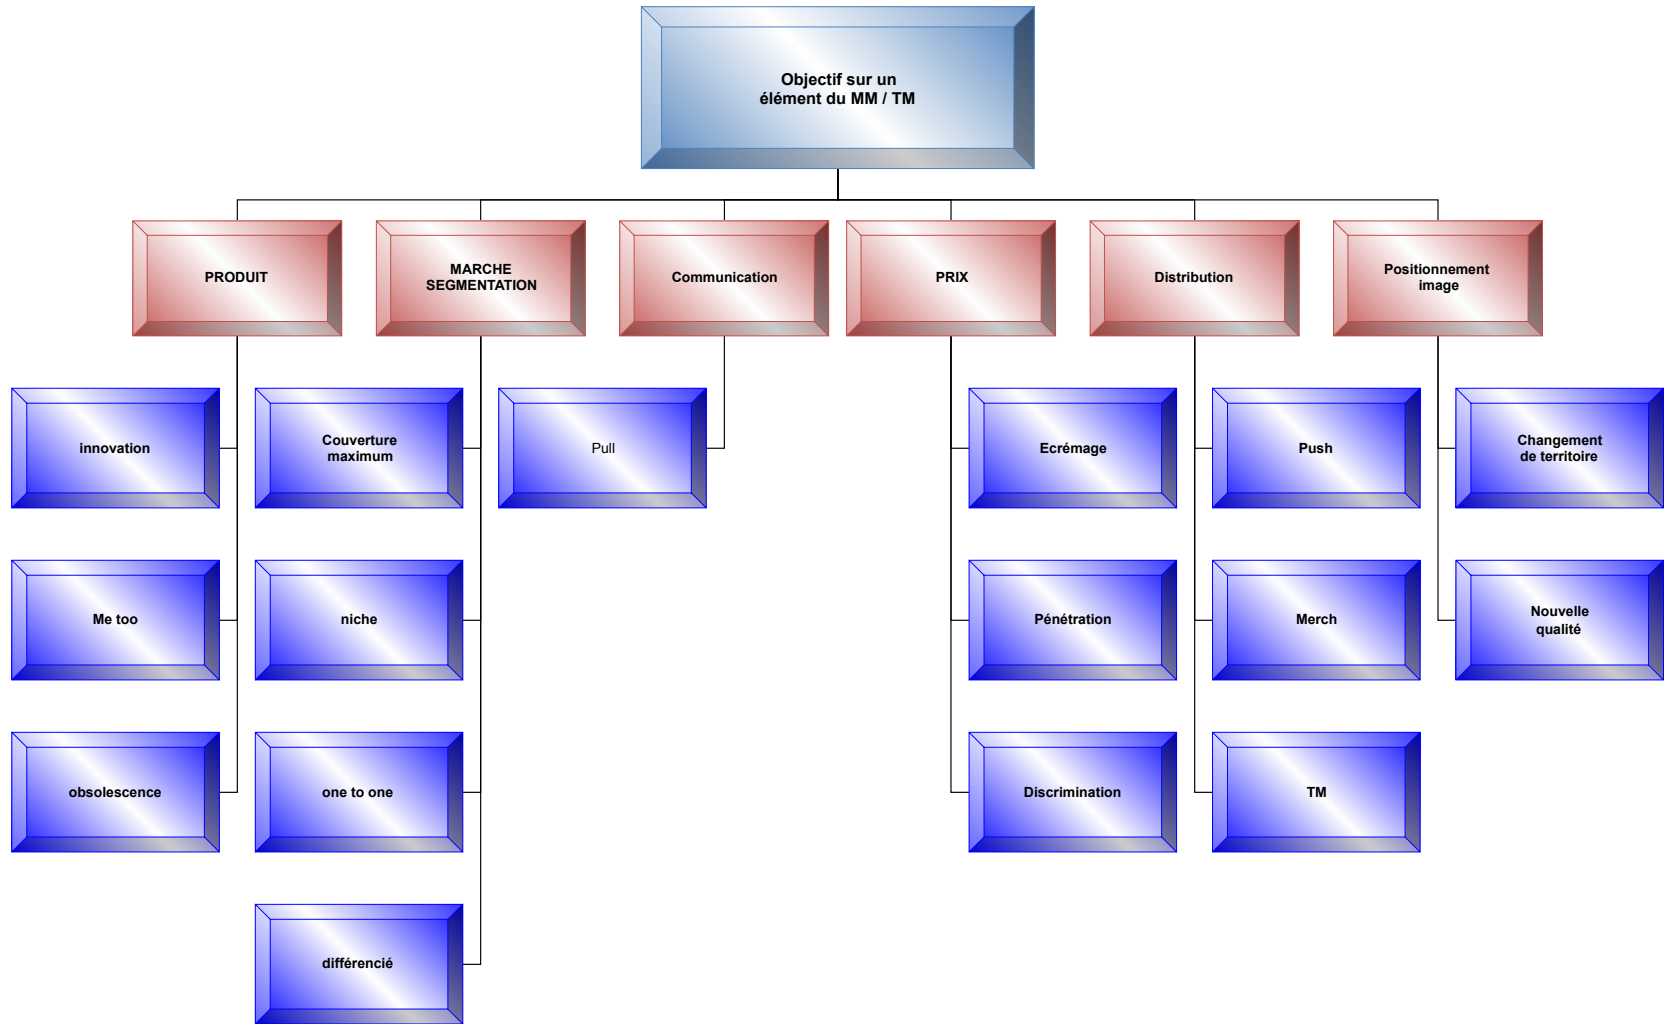 Objectif sur un
élément du MM / TM
PRODUIT
MARCHE
SEGMENTATION
Communication
PRIX
Distribution
Positionnement
image
innovation
Couverture
maximum
Pull
Ecrémage
Push
Changement
de territoire
Me too
niche
Pénétration
Merch
Nouvelle
qualité
obsolescence
one to one
Discrimination
TM
différencié